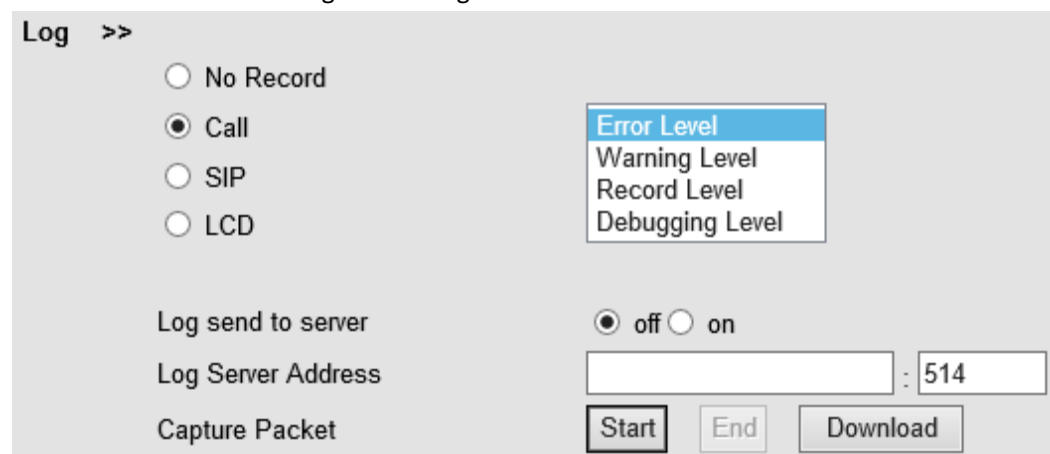 Log >>
No Record
Call
SIP
LCD
Error Level
Warning Level
Record Level
Debugging Level
Log send to server off on
Log Server Address : 514
Capture Packet Start End Download